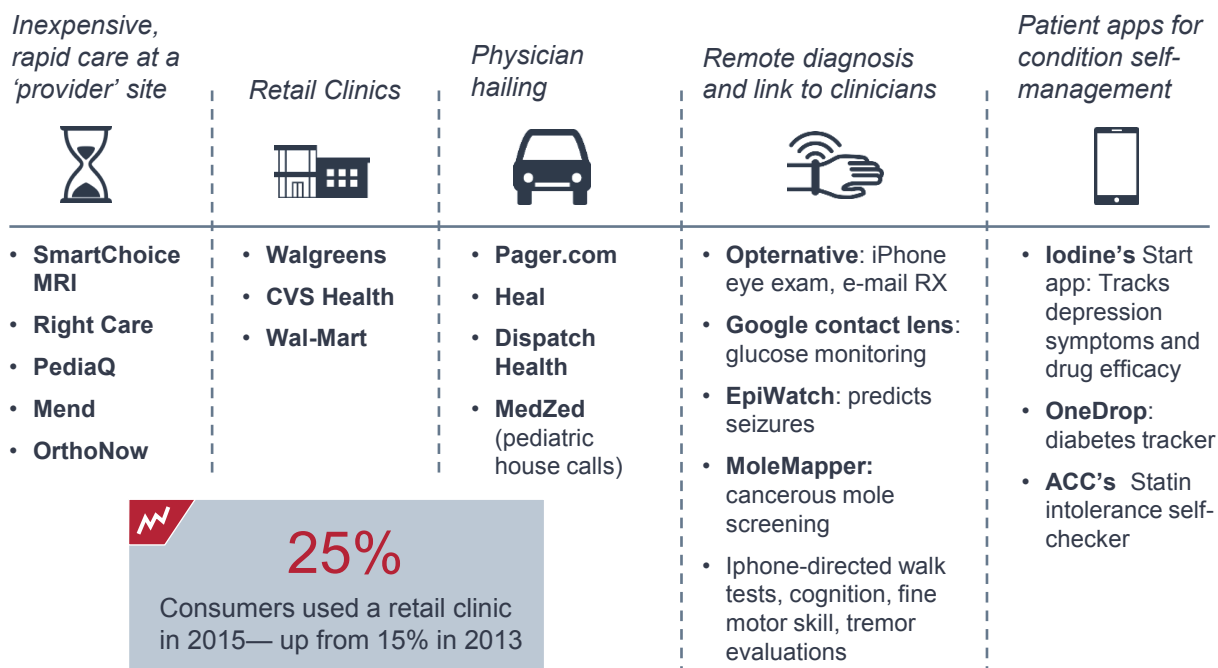 Inexpensive,
rapid care at a
‘provider’ site
Retail Clinics
Physician
hailing
Remote diagnosis
and link to clinicians
Patient apps for
condition self-
management
• SmartChoice
MRI
• Right Care
• PediaQ
• Mend
• OrthoNow
• Walgreens
• CVS Health
• Wal-Mart
• Pager.com
• Heal
• Dispatch
Health
• MedZed
(pediatric
house calls)
• Opternative: iPhone
eye exam, e-mail RX
• Google contact lens:
glucose monitoring
• EpiWatch: predicts
seizures
• MoleMapper:
cancerous mole
screening
• Iphone-directed walk
tests, cognition, fine
motor skill, tremor
evaluations
• Iodine’s Start
app: Tracks
depression
symptoms and
drug efficacy
• OneDrop:
diabetes tracker
• ACC’s Statin
intolerance self-
checker
25%
Consumers used a retail clinic
in 2015— up from 15% in 2013